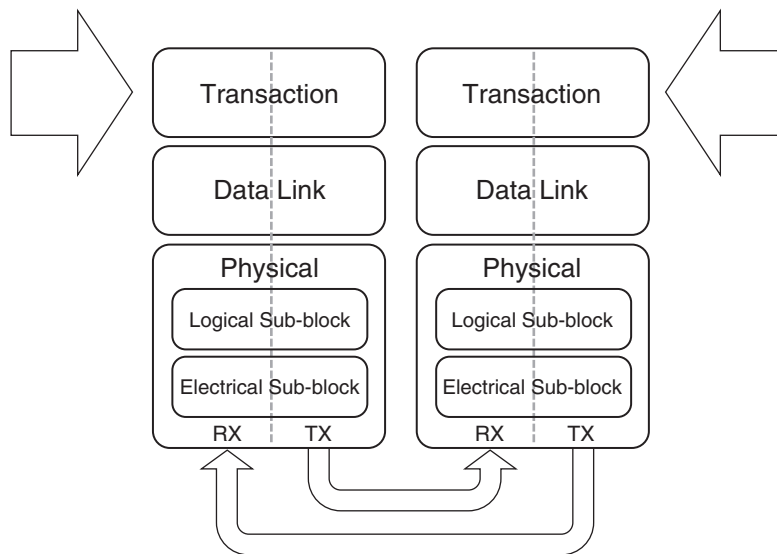 Transaction
Data Link
Physical
Logical Sub-block
Electrical Sub-block
RX TX
Transaction
Data Link
Physical
Logical Sub-block
Electrical Sub-block
RX TX